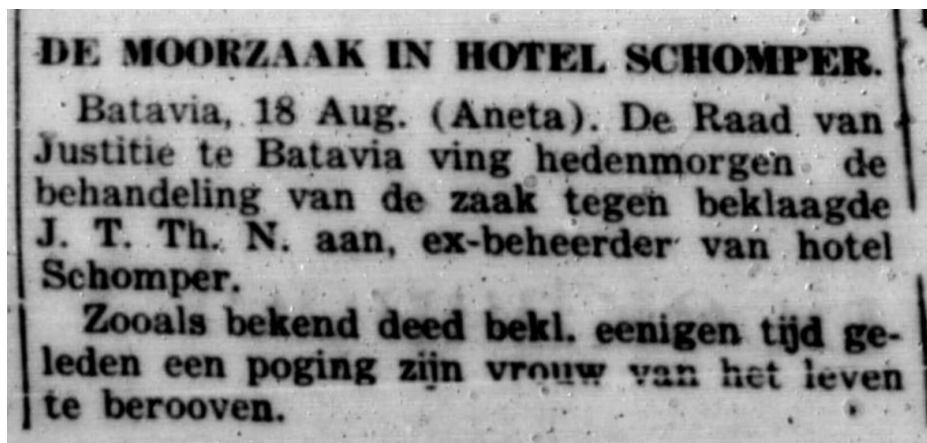 DE MOORZAAK IN HOTEL SCHOMPER.
Batavia, 18 Aug. (Aneta). De Raad van
Justitie te Batavia ving hedenmorgen de
behandeling van de zaak tegen beklaagde
J. T. Th. N. aan, ex-beheerder van hotel
Schomper.
Zooals bekend deed bekl. eenigen tijd ge-
leden een poging zijn vrouw van het leven
te berooven.